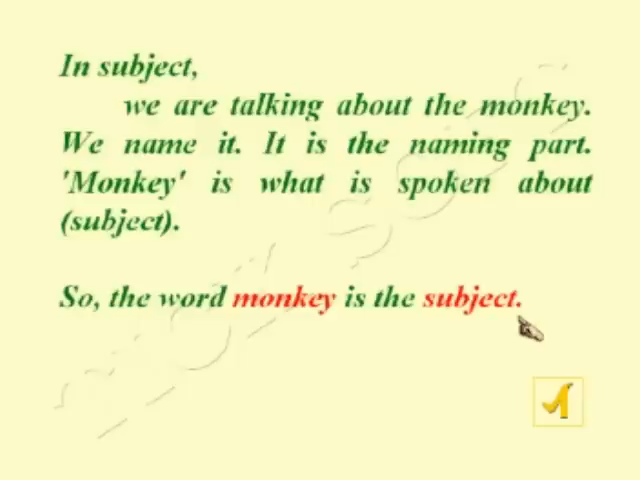 In subject,
we are talking about the monkey.
We name it. It is the naming part.
'Monkey' is what is spoken about
(subject).
So, the word monkey is the subject.